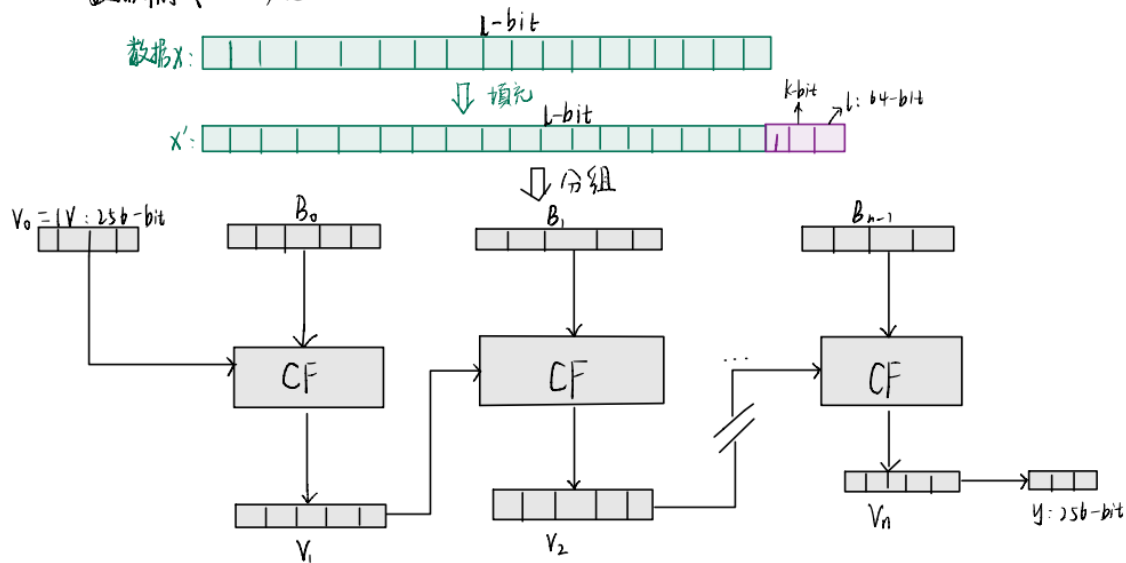 l-bit
数据x:
填充
k-bit
l: 64-bit
l-bit
x':
1
分组
V₀=IV: 256-bit
B₀
B₁
Bₙ₋₁
CF
CF
...
CF
V₁
V₂
Vₙ
y: 256-bit